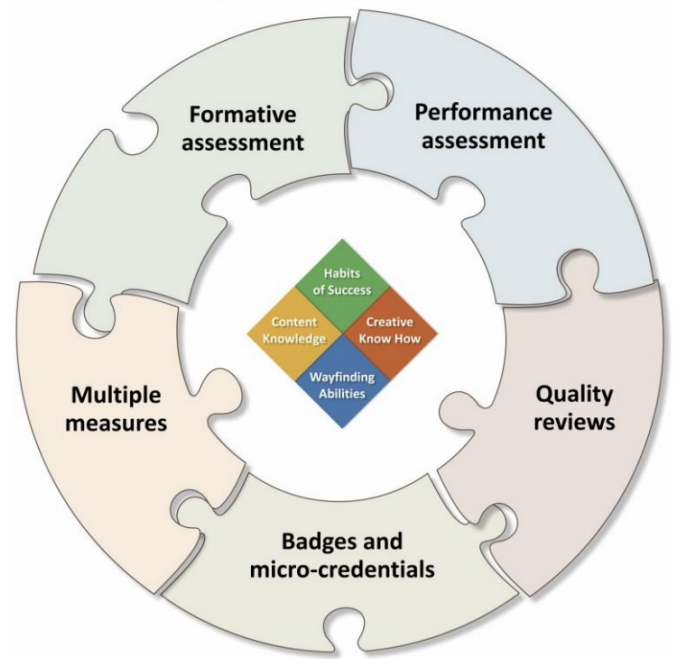 Formative
assessment
Performance
assessment
Habits
of Success
Content
Knowledge
Creative
Know How
Wayfinding
Abilities
Multiple
measures
Quality
reviews
Badges and
micro-credentials